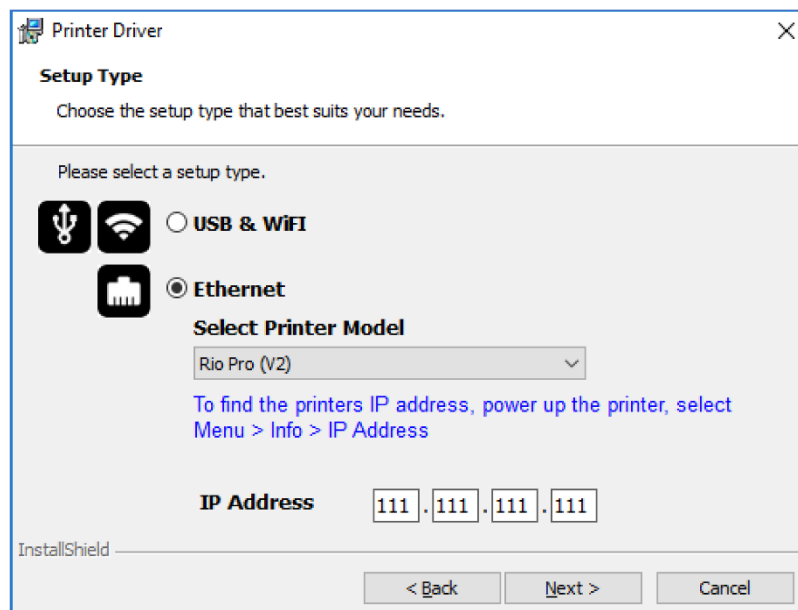 Printer Driver
Setup Type
Choose the setup type that best suits your needs.
Please select a setup type.
USB & WiFI
Ethernet
Select Printer Model
Rio Pro (V2)
To find the printers IP address, power up the printer, select
Menu > Info > IP Address
IP Address 111 . 111 . 111 . 111
InstallShield
< Back Next > Cancel